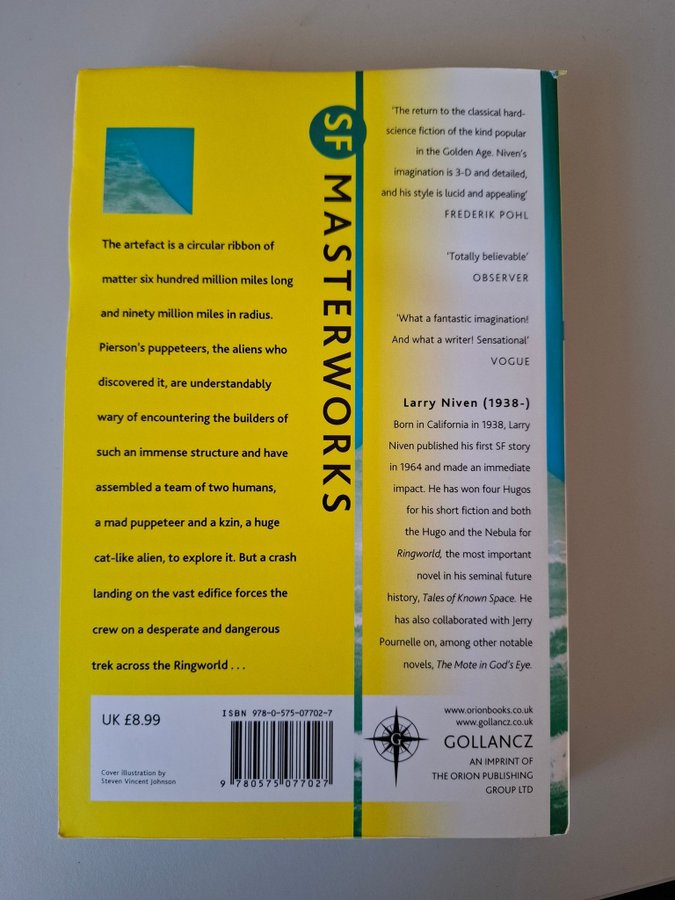 SF MASTERWORKS
The artefact is a circular ribbon of
matter six hundred million miles long
and ninety million miles in radius.
Pierson's puppeteers, the aliens who
discovered it, are understandably
wary of encountering the builders of
such an immense structure and have
assembled a team of two humans,
a mad puppeteer and a kzin, a huge
cat-like alien, to explore it. But a crash
landing on the vast edifice forces the
crew on a desperate and dangerous
trek across the Ringworld . . .
UK £8.99
Cover illustration by
Steven Vincent Johnson
ISBN 978-0-575-07702-7
9 780575 077027
'The return to the classical hard-
science fiction of the kind popular
in the Golden Age. Niven's
imagination is 3-D and detailed,
and his style is lucid and appealing'
FREDERIK POHL
'Totally believable'
OBSERVER
'What a fantastic imagination!
And what a writer! Sensational'
VOGUE
Larry Niven (1938-)
Born in California in 1938, Larry
Niven published his first SF story
in 1964 and made an immediate
impact. He has won four Hugos
for his short fiction and both
the Hugo and the Nebula for
Ringworld, the most important
novel in his seminal future
history, Tales of Known Space. He
has also collaborated with Jerry
Pournelle on, among other notable
novels, The Mote in God's Eye.
G
www.orionbooks.co.uk
www.gollancz.co.uk
GOLLANCZ
AN IMPRINT OF
THE ORION PUBLISHING
GROUP LTD